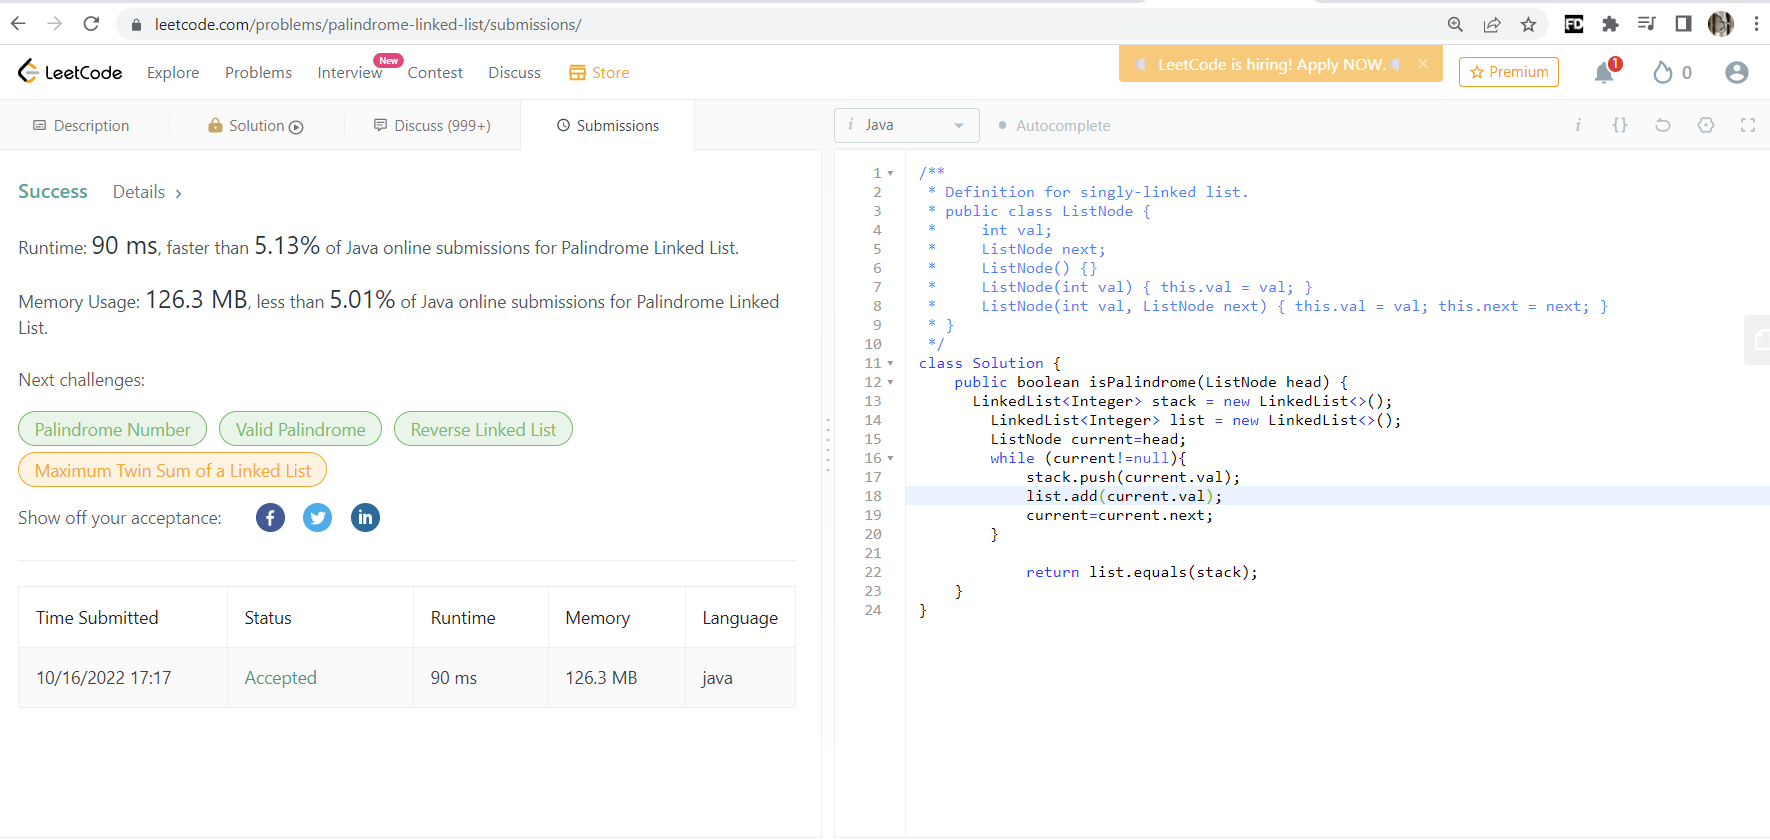 leetcode.com/problems/palindrome-linked-list/submissions/
FD
LeetCode Explore Problems Interview New Contest Discuss Store
LeetCode is hiring! Apply NOW. ×
Premium 1 0
Description Solution Discuss (999+) Submissions
i Java Autocomplete i {}
Success Details >
Runtime: 90 ms, faster than 5.13% of Java online submissions for Palindrome Linked List.
Memory Usage: 126.3 MB, less than 5.01% of Java online submissions for Palindrome Linked
List.
Next challenges:
Palindrome Number Valid Palindrome Reverse Linked List
Maximum Twin Sum of a Linked List
Show off your acceptance: f in
Time Submitted Status Runtime Memory Language
10/16/2022 17:17 Accepted 90 ms 126.3 MB java
1 /**
2 * Definition for singly-linked list.
3 * public class ListNode {
4 *     int val;
5 *     ListNode next;
6 *     ListNode() {}
7 *     ListNode(int val) { this.val = val; }
8 *     ListNode(int val, ListNode next) { this.val = val; this.next = next; }
9 * }
10 */
11 class Solution {
12     public boolean isPalindrome(ListNode head) {
13       LinkedList<Integer> stack = new LinkedList<>();
14         LinkedList<Integer> list = new LinkedList<>();
15         ListNode current=head;
16         while (current!=null){
17             stack.push(current.val);
18             list.add(current.val);
19             current=current.next;
20         }
21
22             return list.equals(stack);
23     }
24 }